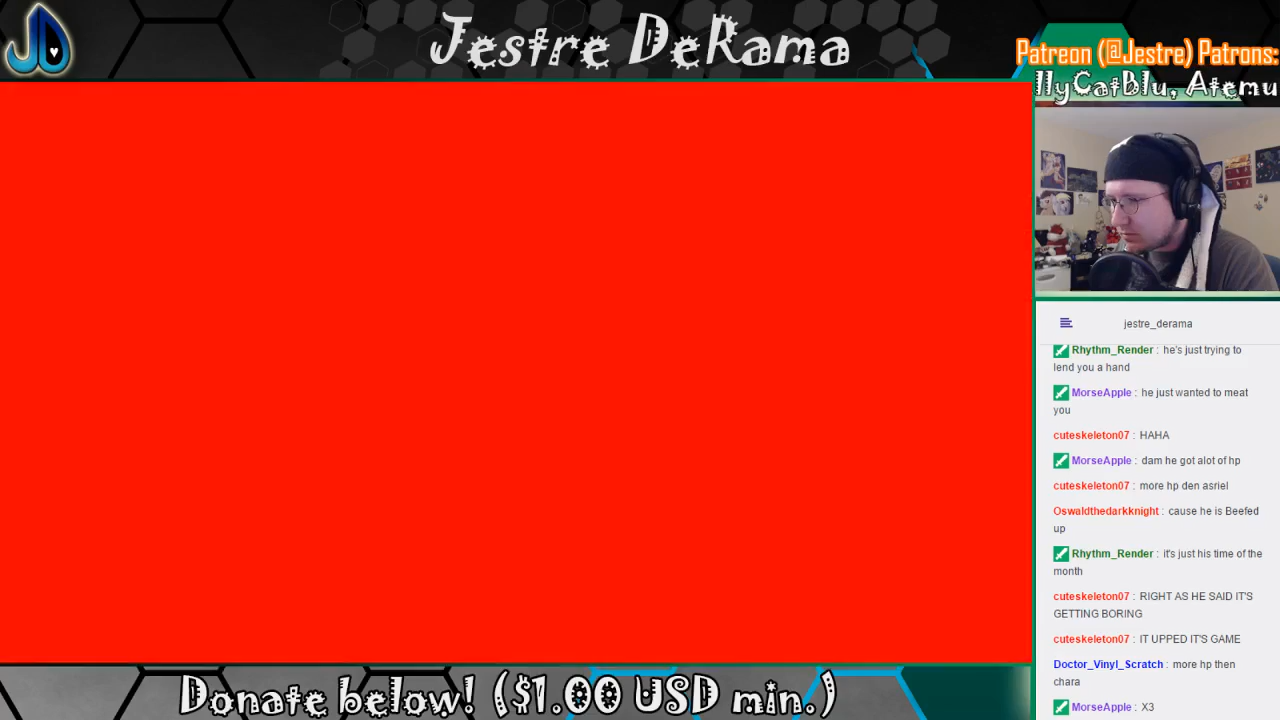 JD
Jestre DeRama
Patreon (@Jestre) Patrons:
llyCatBlu, Atemu
jestre_derama
Rhythm_Render : he's just trying to
lend you a hand
MorseApple : he just wanted to meat
you
cuteskeleton07 : HAHA
MorseApple : dam he got alot of hp
cuteskeleton07 : more hp den asriel
Oswaldthedarkknight : cause he is Beefed
up
Rhythm_Render : it's just his time of the
month
cuteskeleton07 : RIGHT AS HE SAID IT'S
GETTING BORING
cuteskeleton07 : IT UPPED IT'S GAME
Doctor_Vinyl_Scratch : more hp then
chara
MorseApple : X3
Donate below! ($1.00 USD min.)